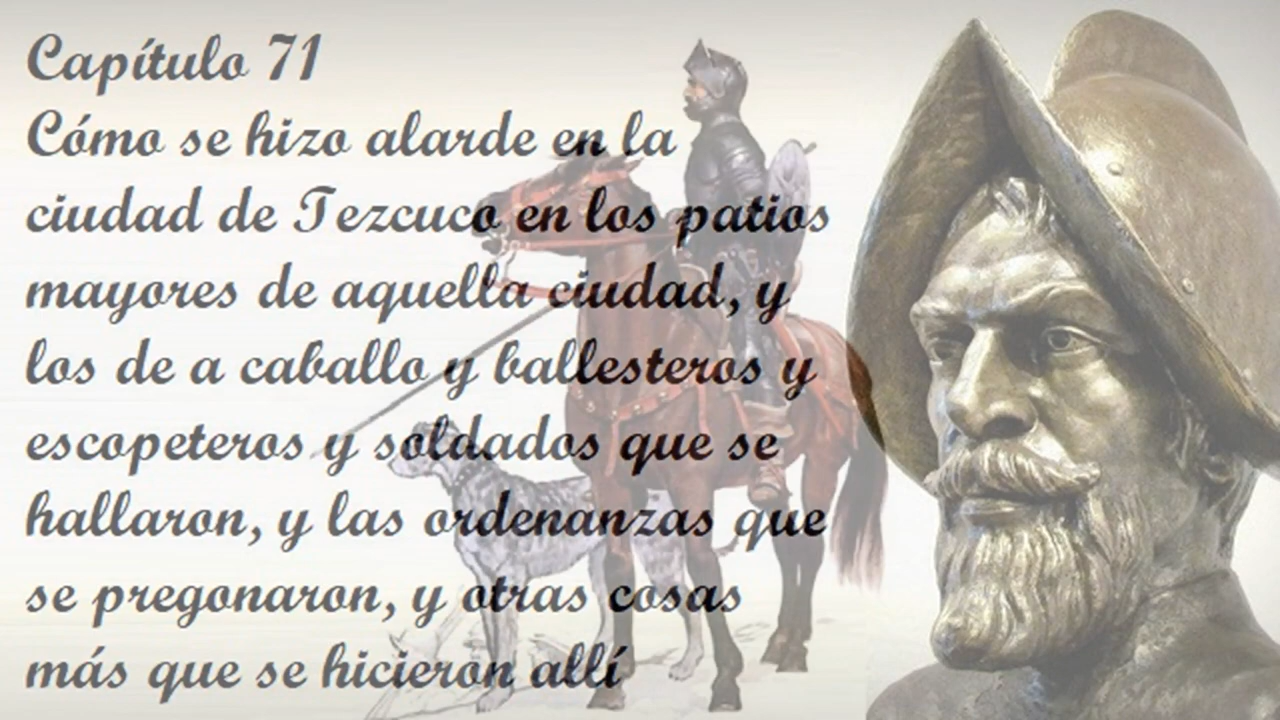 Capítulo 71
Cómo se hizo alarde en la
ciudad de Tezcuco en los patios
mayores de aquella ciudad, y
los de a caballo y ballesteros y
escopeteros y soldados que se
hallaron, y las ordenanzas que
se pregonaron, y otras cosas
más que se hicieron allí